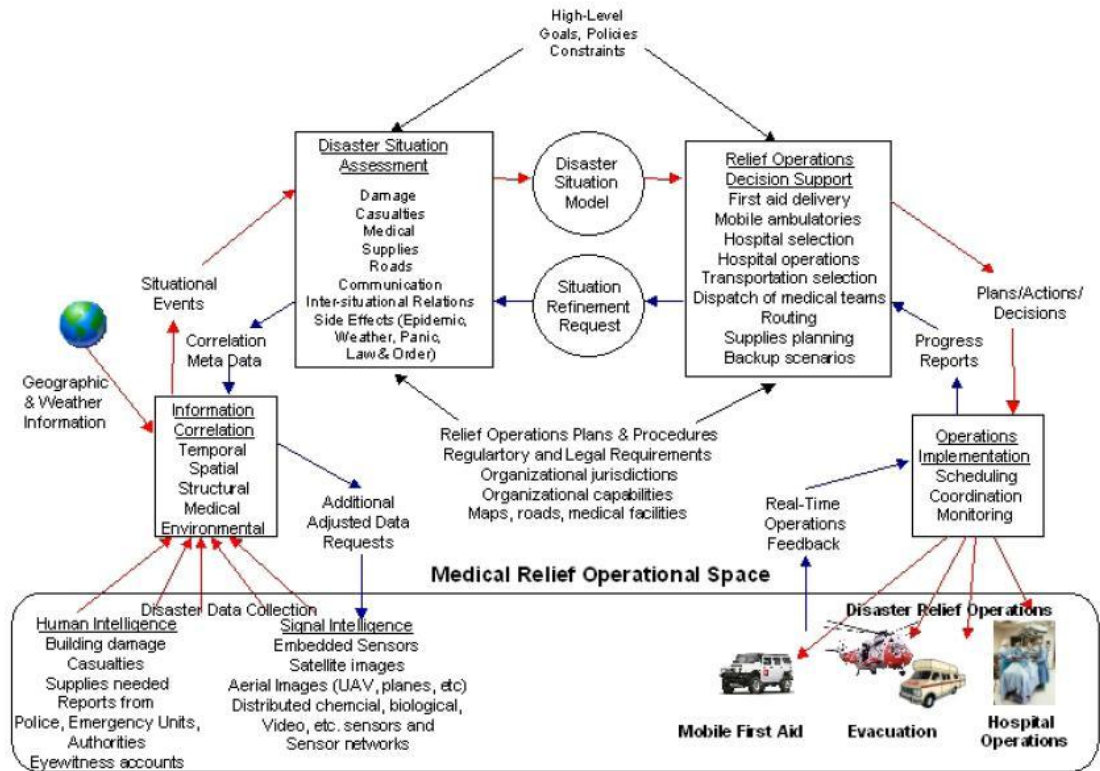 High-Level
Goals, Policies
Constraints
Disaster Situation
Assessment
Damage
Casualties
Medical
Supplies
Roads
Communication
Inter-situational Relations
Side Effects (Epidemic,
Weather, Panic,
Law & Order)
Disaster
Situation
Model
Situation
Refinement
Request
Relief Operations
Decision Support
First aid delivery
Mobile ambulatories
Hospital selection
Hospital operations
Transportation selection
Dispatch of medical teams
Routing
Supplies planning
Backup scenarios
Situational
Events
Correlation
Meta Data
Geographic
& Weather
Information
Plans/Actions/
Decisions
Progress
Reports
Information
Correlation
Temporal
Spatial
Structural
Medical
Environmental
Additional
Adjusted Data
Requests
Relief Operations Plans & Procedures
Regulartory and Legal Requirements
Organizational jurisdictions
Organizational capabilities
Maps, roads, medical facilities
Real-Time
Operations
Feedback
Operations
Implementation
Scheduling
Coordination
Monitoring
Medical Relief Operational Space
Disaster Data Collection
Human Intelligence
Building damage
Casualties
Supplies needed
Reports from
Police, Emergency Units,
Authorities
Eyewitness accounts
Signal Intelligence
Embedded Sensors
Satellite images
Aerial Images (UAV, planes, etc)
Distributed chemcial, biological,
Video, etc. sensors and
Sensor networks
Disaster Relief Operations
Mobile First Aid
Evacuation
Hospital
Operations